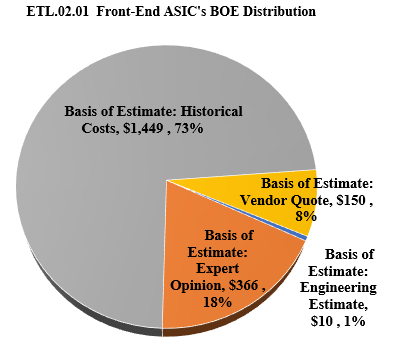 ETL.02.01  Front-End ASIC's BOE Distribution
Basis of Estimate: Historical
Costs, $1,449 , 73%
Basis of Estimate:
Vendor Quote, $150 ,
8%
Basis of
Estimate:
Expert
Opinion, $366 ,
18%
Basis of
Estimate:
Engineering
Estimate,
$10 , 1%